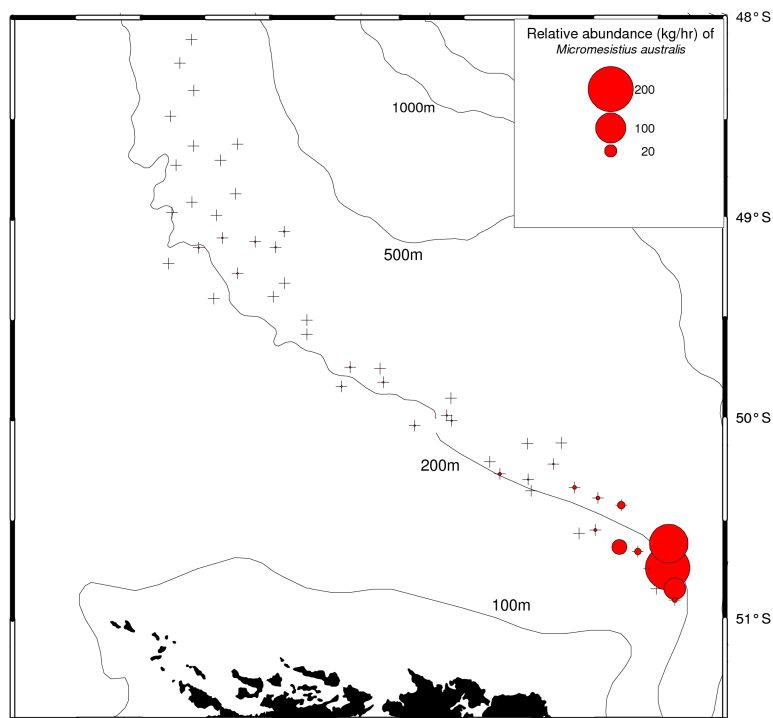 48°S
Relative abundance (kg/hr) of
Micromesistius australis
200
100
20
1000m
49°S
500m
50°S
200m
100m
51°S